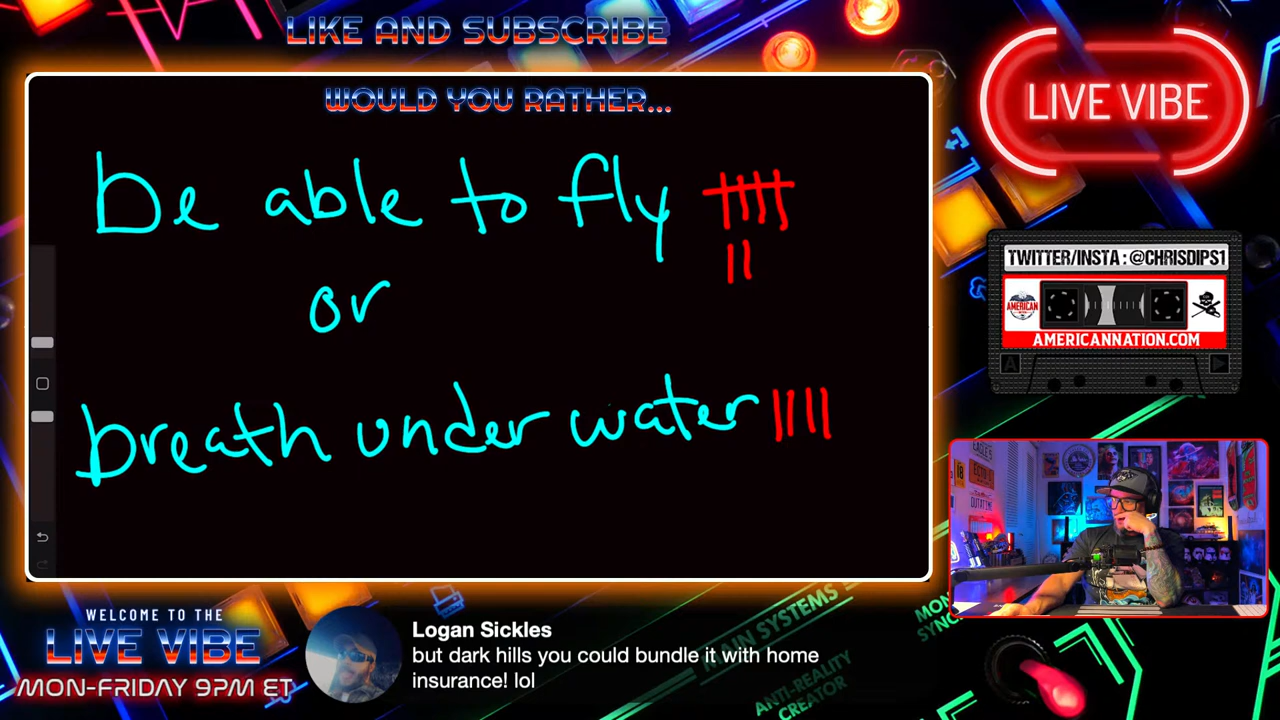 LIKE AND SUBSCRIBE
WOULD YOU RATHER...
be able to fly
or
breath under water
LIVE VIBE
TWITTER/INSTA : @CHRISDIPS1
AMERICAN
AMERICANNATION.COM
A
WELCOME TO THE
LIVE VIBE
MON-FRIDAY 9PM ET
Logan Sickles
but dark hills you could bundle it with home
insurance! lol